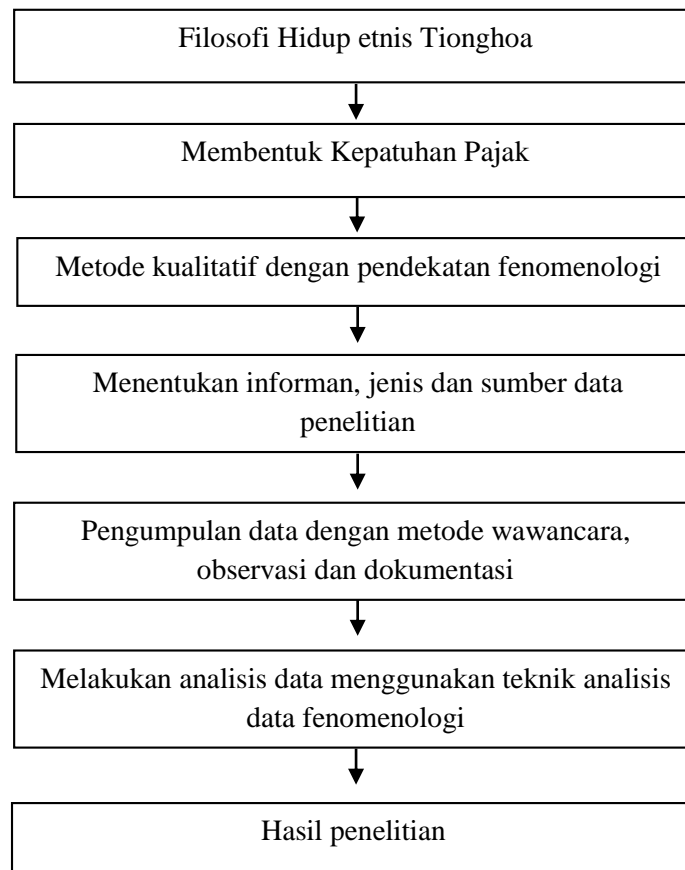 Filosofi Hidup etnis Tionghoa
Membentuk Kepatuhan Pajak
Metode kualitatif dengan pendekatan fenomenologi
Menentukan informan, jenis dan sumber data
penelitian
Pengumpulan data dengan metode wawancara,
observasi dan dokumentasi
Melakukan analisis data menggunakan teknik analisis
data fenomenologi
Hasil penelitian